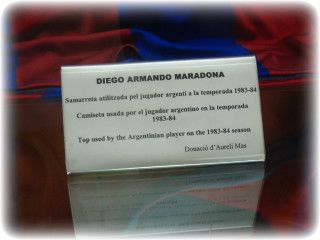 DIEGO ARMANDO MARADONA
Samarreta utilitzada pel jugador argentí a la temporada 1983-84
Camiseta usada por el jugador argentino en la temporada
1983-84
Top used by the Argentinian player on the 1983-84 season
Donació d'Aureli Mas